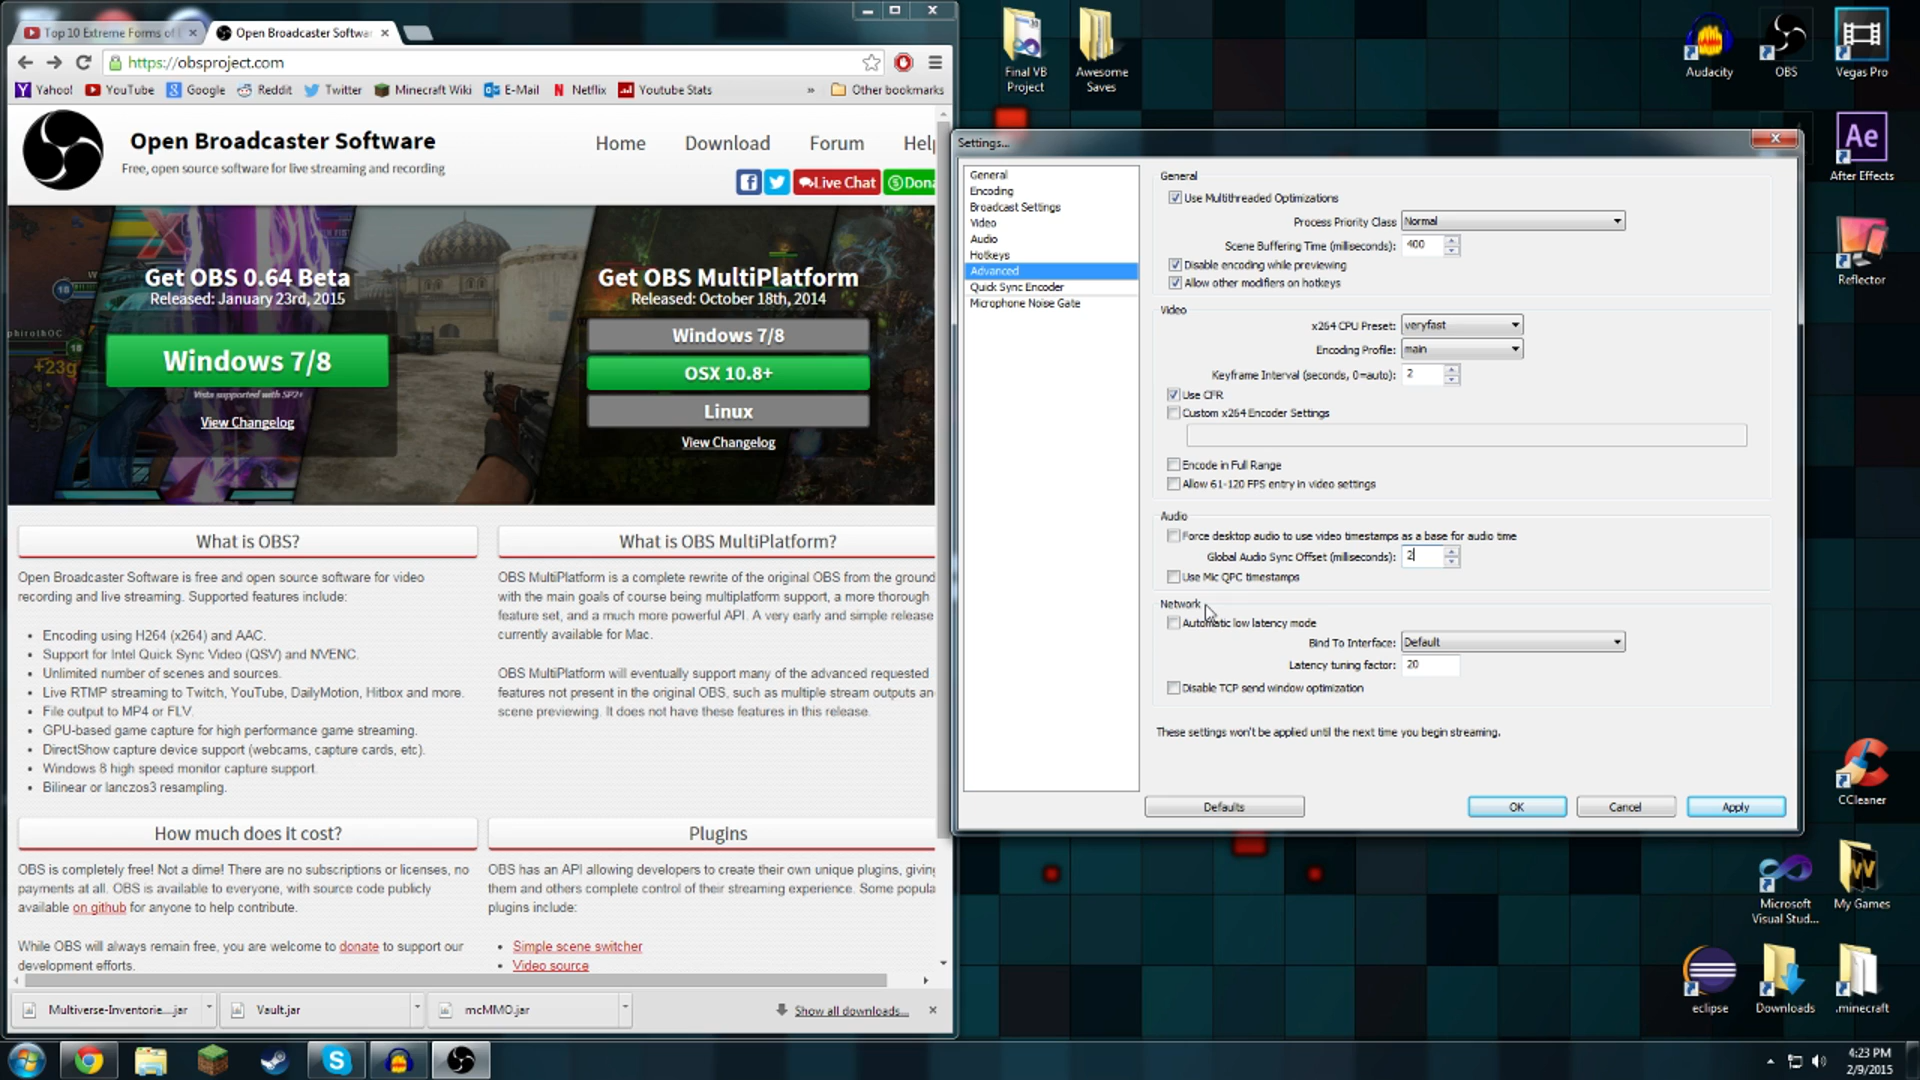 Top 10 Extreme Forms of
Open Broadcaster Softwa
https://obsproject.com
Yahoo!
YouTube
Google
Reddit
Twitter
Minecraft Wiki
E-Mail
Netflix
Youtube Stats
»
Other bookmarks
Open Broadcaster Software
Free, open source software for live streaming and recording
Home
Download
Forum
Help
Live Chat
Dona
Get OBS 0.64 Beta
Released: January 23rd, 2015
Windows 7/8
Vista supported with SP2+
View Changelog
+23g
18
18
Get OBS MultiPlatform
Released: October 18th, 2014
Windows 7/8
OSX 10.8+
Linux
View Changelog
What is OBS?
Open Broadcaster Software is free and open source software for video
recording and live streaming. Supported features include:
• Encoding using H264 (x264) and AAC.
• Support for Intel Quick Sync Video (QSV) and NVENC.
• Unlimited number of scenes and sources.
• Live RTMP streaming to Twitch, YouTube, DailyMotion, Hitbox and more.
• File output to MP4 or FLV.
• GPU-based game capture for high performance game streaming.
• DirectShow capture device support (webcams, capture cards, etc).
• Windows 8 high speed monitor capture support.
• Bilinear or lanczos3 resampling.
What is OBS MultiPlatform?
OBS MultiPlatform is a complete rewrite of the original OBS from the ground
with the main goals of course being multiplatform support, a more thorough
feature set, and a much more powerful API. A very early and simple release
currently available for Mac.
OBS MultiPlatform will eventually support many of the advanced requested
features not present in the original OBS, such as multiple stream outputs an
scene previewing. It does not have these features in this release.
How much does it cost?
OBS is completely free! Not a dime! There are no subscriptions or licenses, no
payments at all. OBS is available to everyone, with source code publicly
available on github for anyone to help contribute.
While OBS will always remain free, you are welcome to donate to support our
development efforts.
Plugins
OBS has an API allowing developers to create their own unique plugins, giving
them and others complete control of their streaming experience. Some popula
plugins include:
• Simple scene switcher
• Video source
Multiverse-Inventorie....jar
Vault.jar
mcMMO.jar
Show all downloads...
Settings...
General
Encoding
Broadcast Settings
Video
Audio
Hotkeys
Advanced
Quick Sync Encoder
Microphone Noise Gate
General
Use Multithreaded Optimizations
Process Priority Class Normal
Scene Buffering Time (milliseconds): 400
Disable encoding while previewing
Allow other modifiers on hotkeys
Video
x264 CPU Preset: veryfast
Encoding Profile: main
Keyframe Interval (seconds, 0=auto): 2
Use CFR
Custom x264 Encoder Settings
Encode in Full Range
Allow 61-120 FPS entry in video settings
Audio
Force desktop audio to use video timestamps as a base for audio time
Global Audio Sync Offset (milliseconds): 2
Use Mic QPC timestamps
Network
Automatic low latency mode
Bind To Interface: Default
Latency tuning factor: 20
Disable TCP send window optimization
These settings won't be applied until the next time you begin streaming.
Defaults
OK
Cancel
Apply
Final VB
Project
Awesome
Saves
Audacity
OBS
Vegas Pro
Ae
After Effects
Reflector
CCleaner
Microsoft
Visual Stud...
My Games
eclipse
Downloads
.minecraft
4:23 PM
2/9/2015